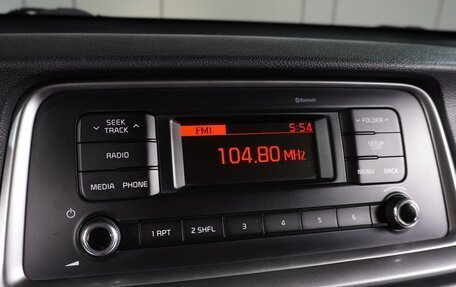 Bluetooth
SEEK
TRACK
FM1 5:54
FOLDER
RADIO
104.80 MHz
SETUP
MEDIA PHONE
MENU BACK
1 RPT 2 SHFL 3 4 5 6